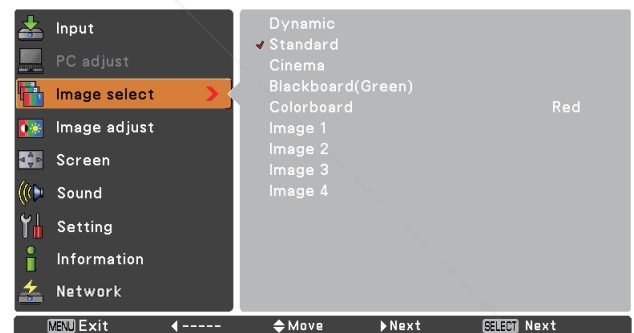 Input
PC adjust
Image select
Image adjust
Screen
Sound
Setting
Information
Network
Dynamic
Standard
Cinema
Blackboard(Green)
Colorboard Red
Image 1
Image 2
Image 3
Image 4
MENU Exit ----- Move Next SELECT Next